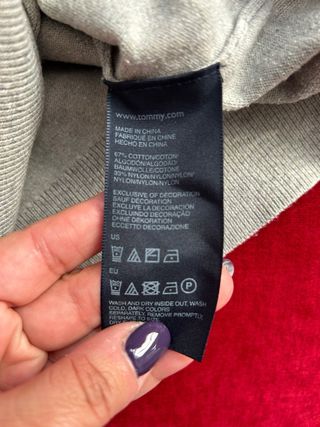 www.tommy.com
MADE IN CHINA
FABRIQUÉ EN CHINE
HECHO EN CHINA
67% COTTON/COTON/
ALGODÓN/ALGODÃO/
BAUMWOLLE/COTONE
33% NYLON/NYLON/NYLON/
NYLON/NYLON/NYLON
EXCLUSIVE OF DECORATION
SAUF DÉCORATION
EXCLUYE LA DECORACIÓN
EXCLUINDO DECORAÇÃO
OHNE DEKORATION
ECCETTO DECORAZIONE
US
EU
P
WASH AND DRY INSIDE OUT, WASH
COLD, DARK COLORS
SEPARATELY, REMOVE PROMPTLY,
RESHAPE TO
DRY